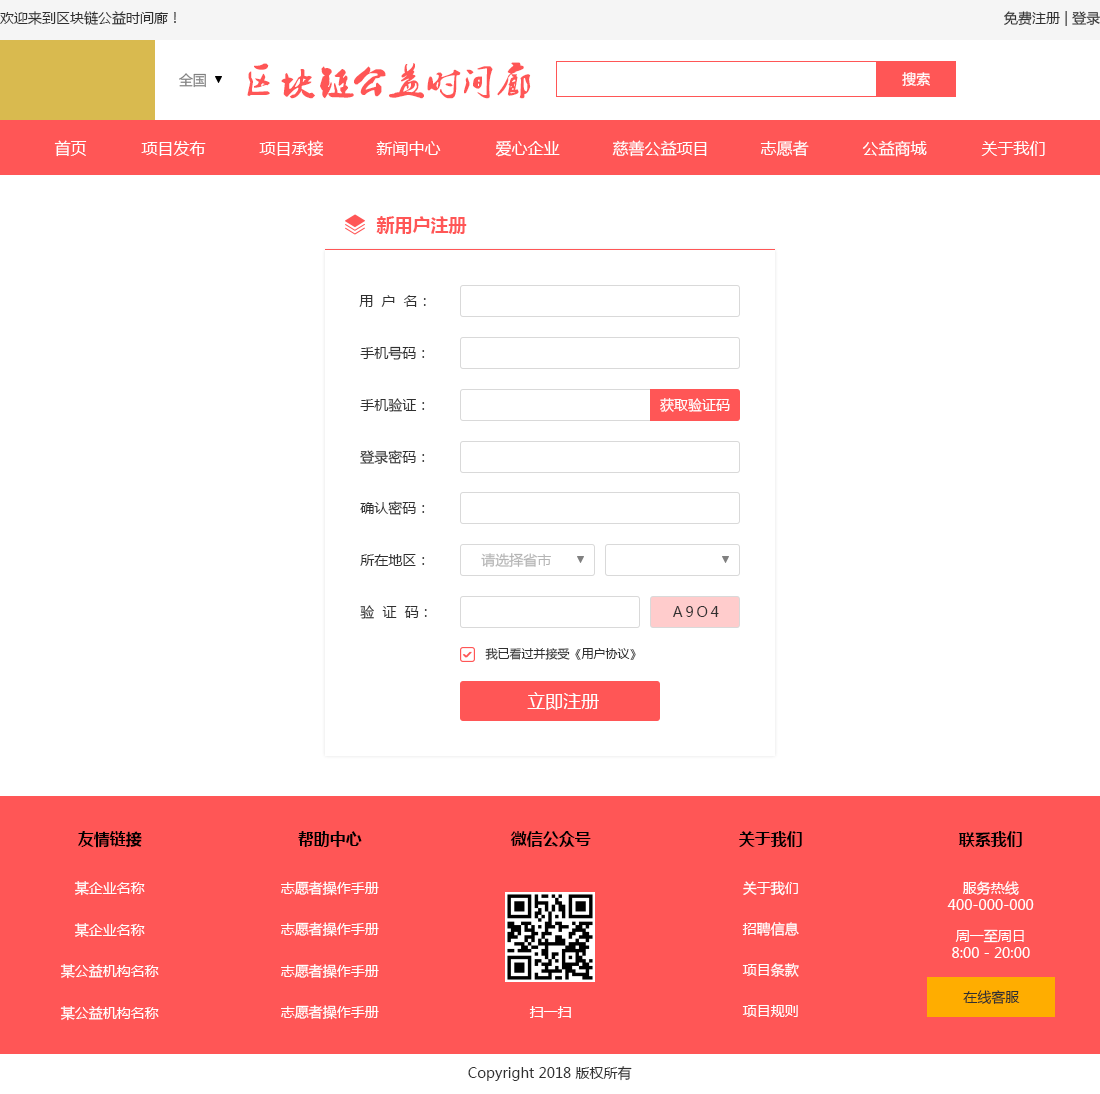 欢迎来到区块链公益时间廊！
免费注册 | 登录
全国 ▼
区块链公益时间廊
搜索
首页 项目发布 项目承接 新闻中心 爱心企业 慈善公益项目 志愿者 公益商城 关于我们
新用户注册
用 户 名：
手机号码：
手机验证： 获取验证码
登录密码：
确认密码：
所在地区： 请选择省市 ▼ ▼
验 证 码： A9O4
我已看过并接受《用户协议》
立即注册
友情链接
某企业名称
某企业名称
某公益机构名称
某公益机构名称
帮助中心
志愿者操作手册
志愿者操作手册
志愿者操作手册
志愿者操作手册
微信公众号
扫一扫
关于我们
关于我们
招聘信息
项目条款
项目规则
联系我们
服务热线
400-000-000
周一至周日
8:00 - 20:00
在线客服
Copyright 2018 版权所有